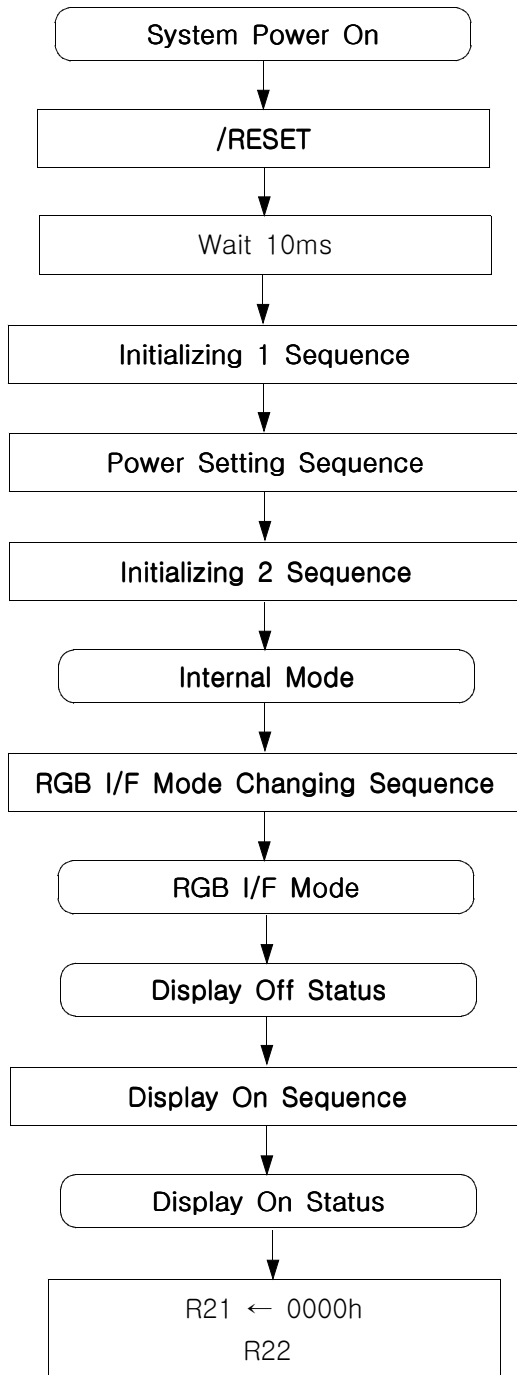 System Power On
/RESET
Wait 10ms
Initializing 1 Sequence
Power Setting Sequence
Initializing 2 Sequence
Internal Mode
RGB I/F Mode Changing Sequence
RGB I/F Mode
Display Off Status
Display On Sequence
Display On Status
R21 ← 0000h
R22